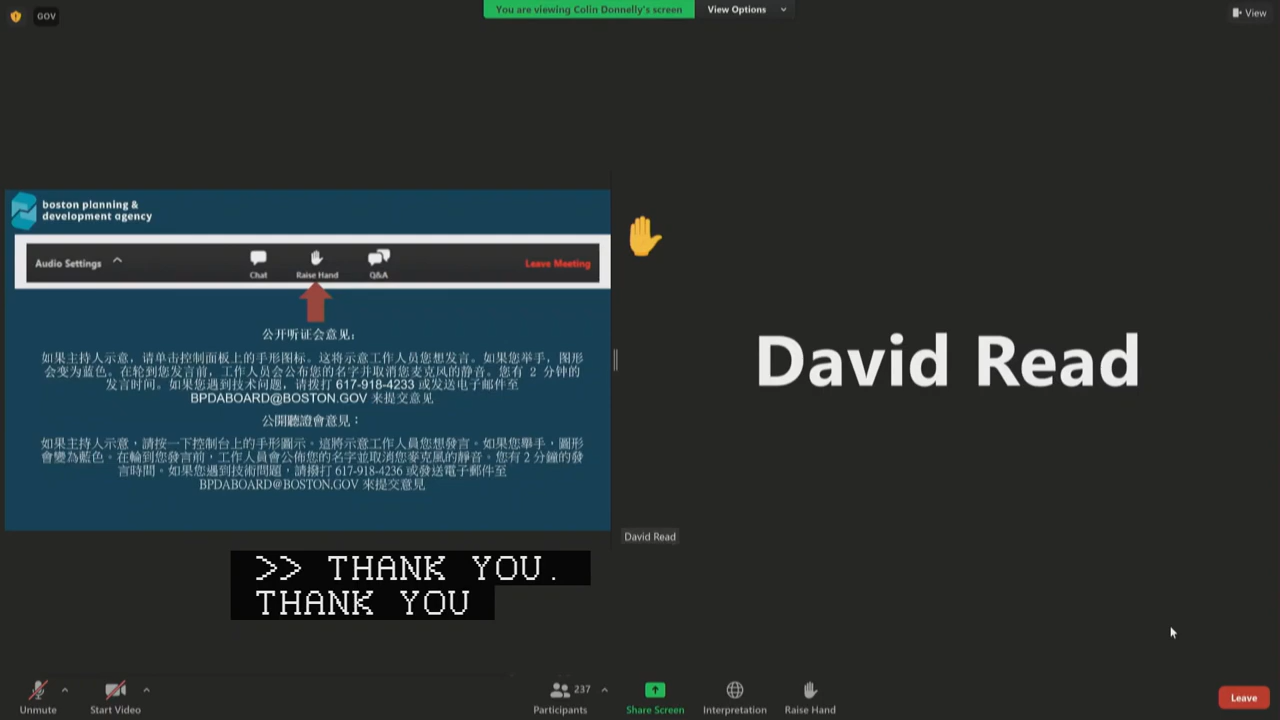 GOV
You are viewing Colin Donnelly's screen
View Options
View
boston planning &
development agency
Audio Settings
Chat
Raise Hand
Q&A
Leave Meeting
公开听证会意见：
如果主持人示意，请单击控制面板上的手形图标。这将示意工作人员您想发言。如果您举手，图形
会变为蓝色。在轮到您发言前，工作人员会公布您的名字并取消您麦克风的静音。您有 2 分钟的
发言时间。如果您遇到技术问题，请拨打 617-918-4233 或发送电子邮件至
BPDABOARD@BOSTON.GOV 来提交意见
公開聽證會意見：
如果主持人示意，請按一下控制台上的手形圖示。這將示意工作人員您想發言。如果您舉手，圖形
會變為藍色。在輪到您發言前，工作人員會公佈您的名字並取消您麥克風的靜音。您有 2 分鐘的發
言時間。如果您遇到技術問題，請撥打 617-918-4236 或發送電子郵件至
BPDABOARD@BOSTON.GOV 來提交意見
David Read
David Read
>> THANK YOU.
THANK YOU
Unmute
Start Video
237
Participants
Share Screen
Interpretation
Raise Hand
Leave